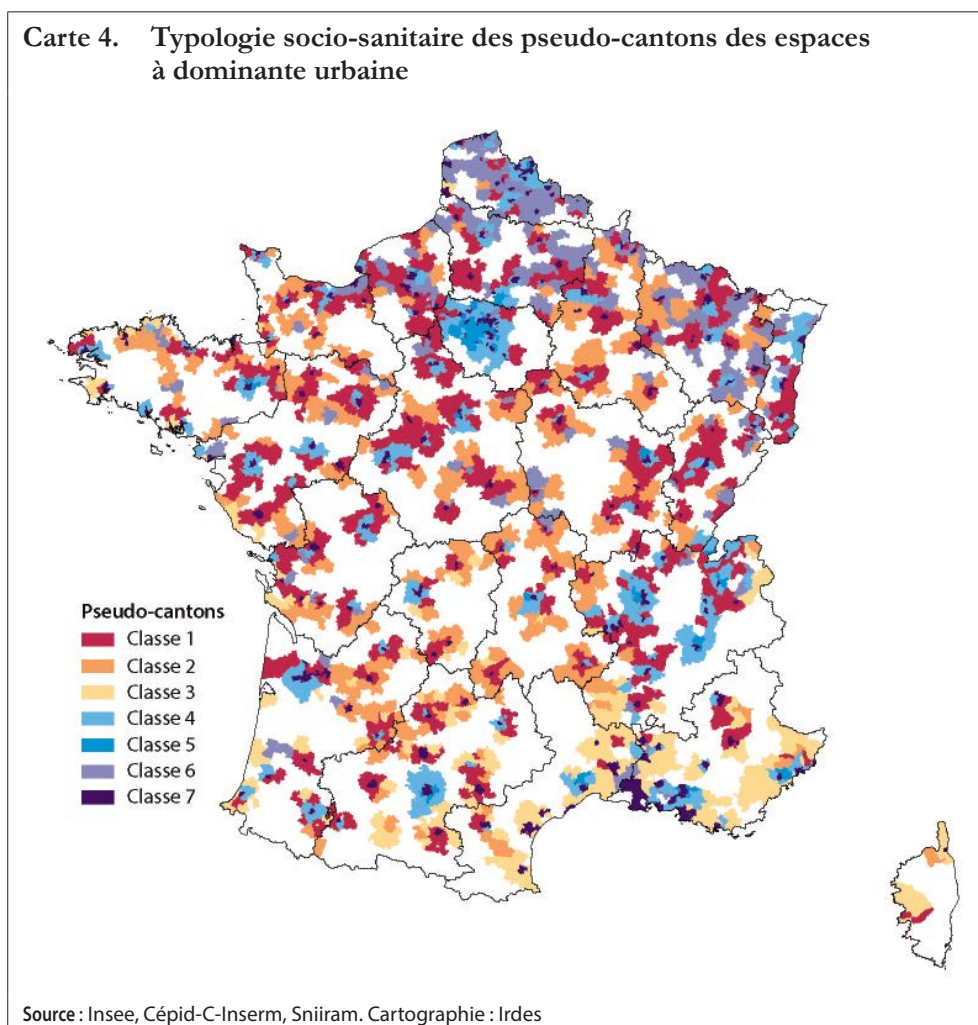 Carte 4. Typologie socio-sanitaire des pseudo-cantons des espaces
à dominante urbaine
Pseudo-cantons
Classe 1
Classe 2
Classe 3
Classe 4
Classe 5
Classe 6
Classe 7
Source : Insee, Cépid-C-Inserm, Sniiram. Cartographie : Irdes